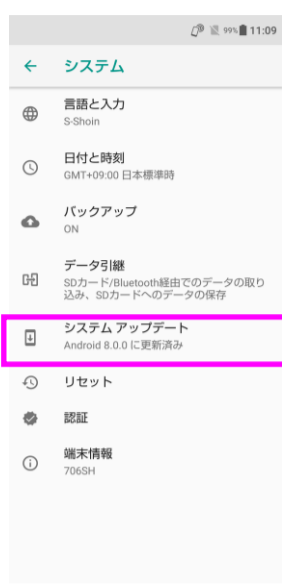 99% 11:09
システム
言語と入力
S-Shoin
日付と時刻
GMT+09:00 日本標準時
バックアップ
ON
データ引継
SDカード/Bluetooth経由でのデータの取り
込み、SDカードへのデータの保存
システム アップデート
Android 8.0.0 に更新済み
リセット
認証
端末情報
706SH